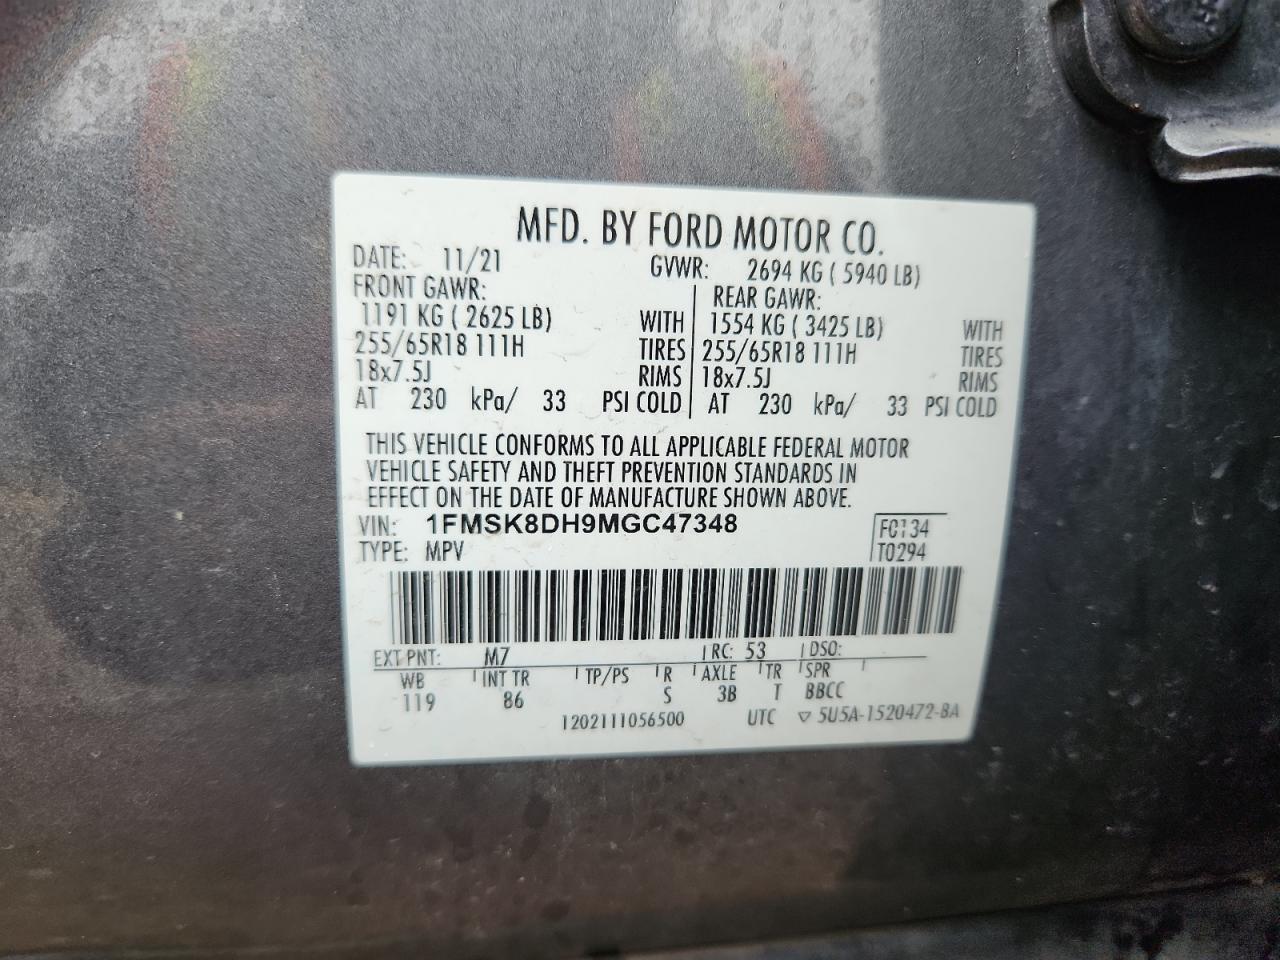 MFD. BY FORD MOTOR CO.
DATE: 11/21 GVWR: 2694 KG ( 5940 LB)
FRONT GAWR: REAR GAWR:
1191 KG ( 2625 LB) WITH 1554 KG ( 3425 LB) WITH
255/65R18 111H TIRES 255/65R18 111H TIRES
18x7.5J RIMS 18x7.5J RIMS
AT 230 kPa/ 33 PSI COLD AT 230 kPa/ 33 PSI COLD
THIS VEHICLE CONFORMS TO ALL APPLICABLE FEDERAL MOTOR
VEHICLE SAFETY AND THEFT PREVENTION STANDARDS IN
EFFECT ON THE DATE OF MANUFACTURE SHOWN ABOVE.
VIN: 1FMSK8DH9MGC47348 FC134
TYPE: MPV T0294
EXT PNT: M7 RC: 53 DSO:
WB INT TR TP/PS R AXLE TR SPR
119 86 S 3B T BBCC
1202111056500 UTC ▽ 5U5A-1520472-BA